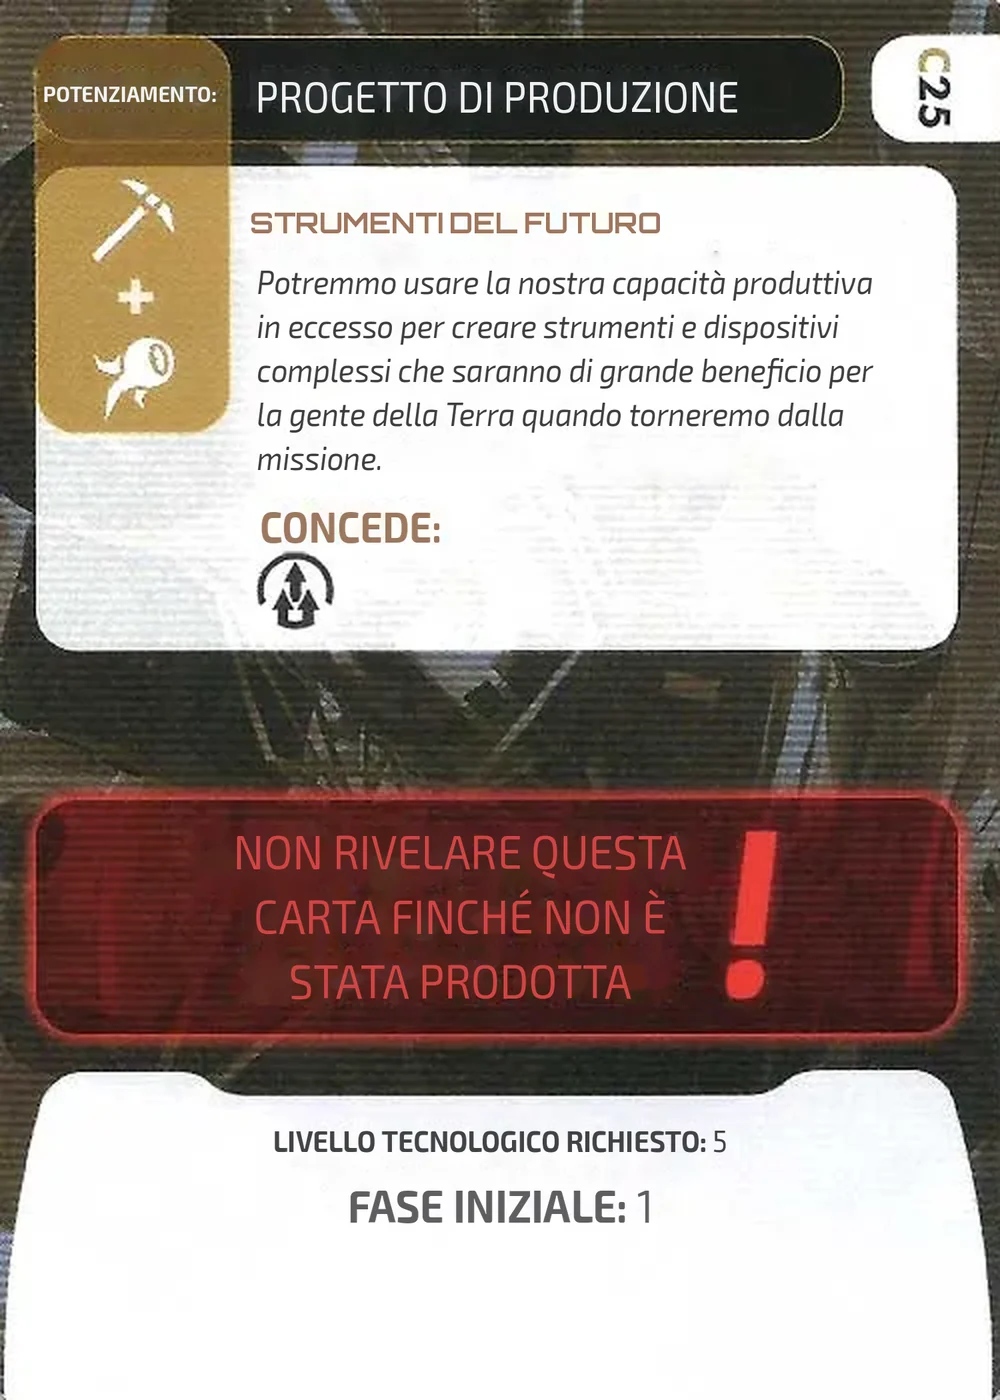 POTENZIAMENTO:
PROGETTO DI PRODUZIONE
C25
STRUMENTI DEL FUTURO
Potremmo usare la nostra capacità produttiva
in eccesso per creare strumenti e dispositivi
complessi che saranno di grande beneficio per
la gente della Terra quando torneremo dalla
missione.
CONCEDE:
NON RIVELARE QUESTA
CARTA FINCHÉ NON È
STATA PRODOTTA
!
LIVELLO TECNOLOGICO RICHIESTO: 5
FASE INIZIALE: 1